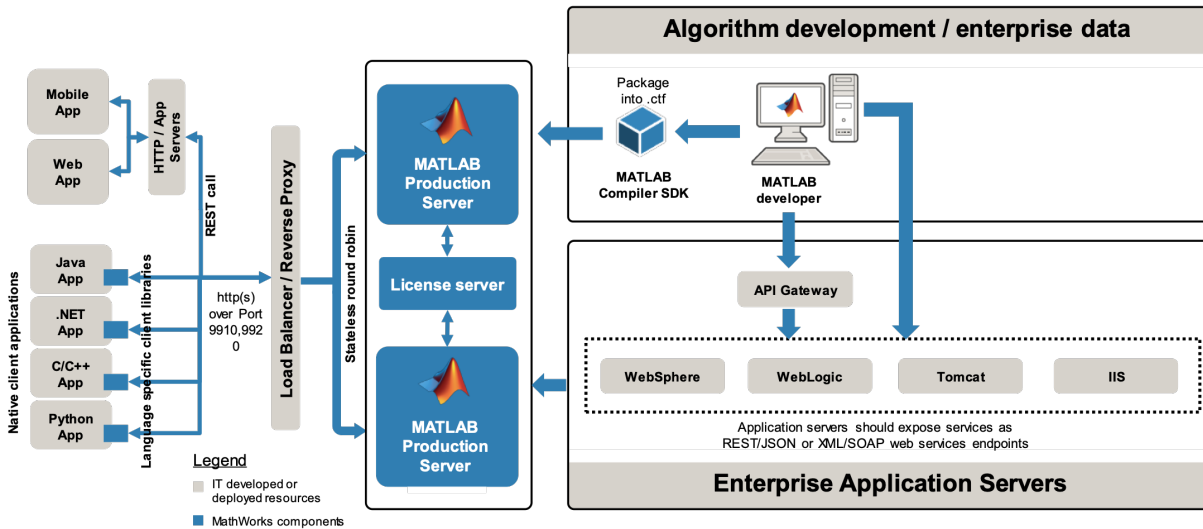 Algorithm development / enterprise data
Mobile
App
Web
App
HTTP / App
Servers
REST call
Native client applications
Java
App
.NET
App
C/C++
App
Python
App
Language specific client libraries
http(s)
over Port
9910,992
0
Load Balancer / Reverse Proxy
Stateless round robin
MATLAB
Production
Server
License server
MATLAB
Production
Server
Package
into .ctf
MATLAB
Compiler SDK
MATLAB
developer
API Gateway
WebSphere
WebLogic
Tomcat
IIS
Application servers should expose services as
REST/JSON or XML/SOAP web services endpoints
Enterprise Application Servers
Legend
IT developed or
deployed resources
MathWorks components